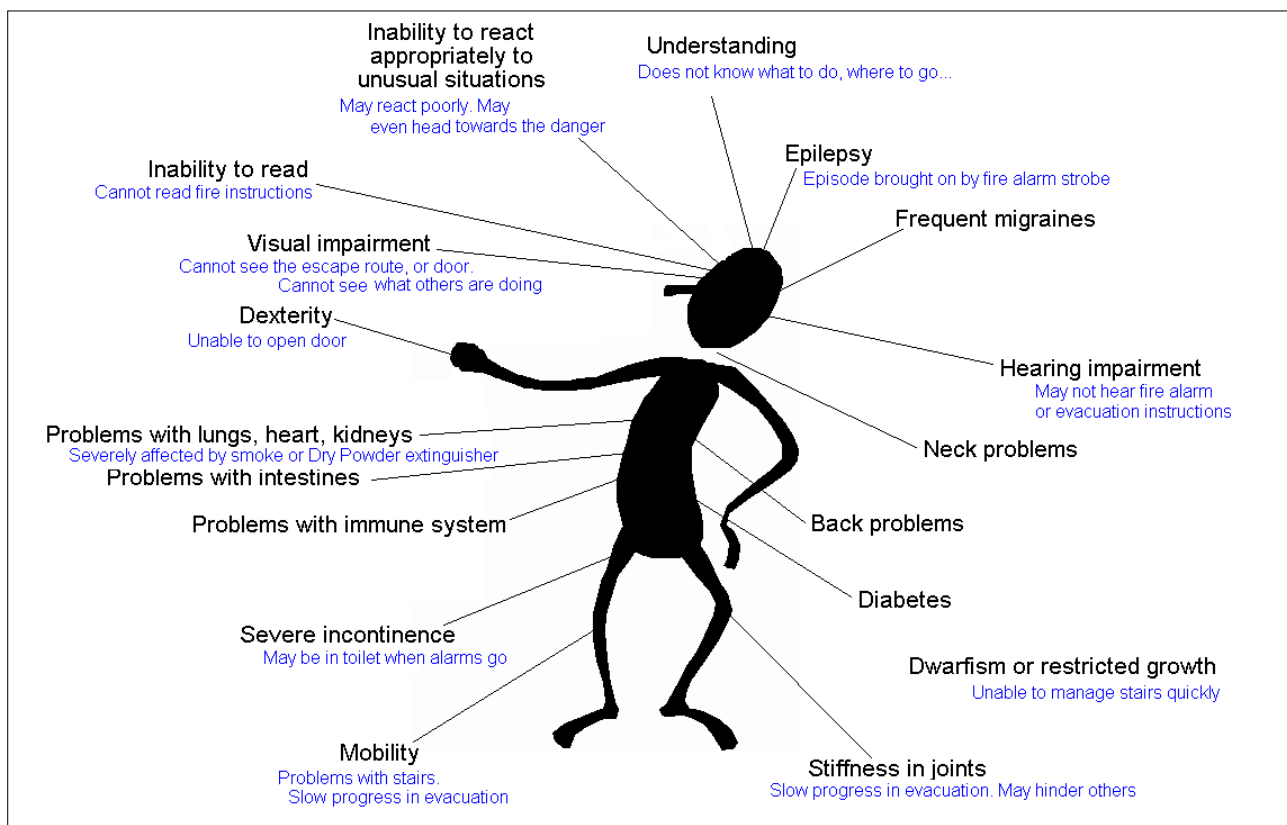 Inability to react
appropriately to
unusual situations
May react poorly. May
even head towards the danger
Understanding
Does not know what to do, where to go...
Inability to read
Cannot read fire instructions
Epilepsy
Episode brought on by fire alarm strobe
Frequent migraines
Visual impairment
Cannot see the escape route, or door.
Cannot see what others are doing
Dexterity
Unable to open door
Hearing impairment
May not hear fire alarm
or evacuation instructions
Problems with lungs, heart, kidneys
Severely affected by smoke or Dry Powder extinguisher
Neck problems
Problems with intestines
Problems with immune system
Back problems
Diabetes
Severe incontinence
May be in toilet when alarms go
Dwarfism or restricted growth
Unable to manage stairs quickly
Mobility
Problems with stairs.
Slow progress in evacuation
Stiffness in joints
Slow progress in evacuation. May hinder others